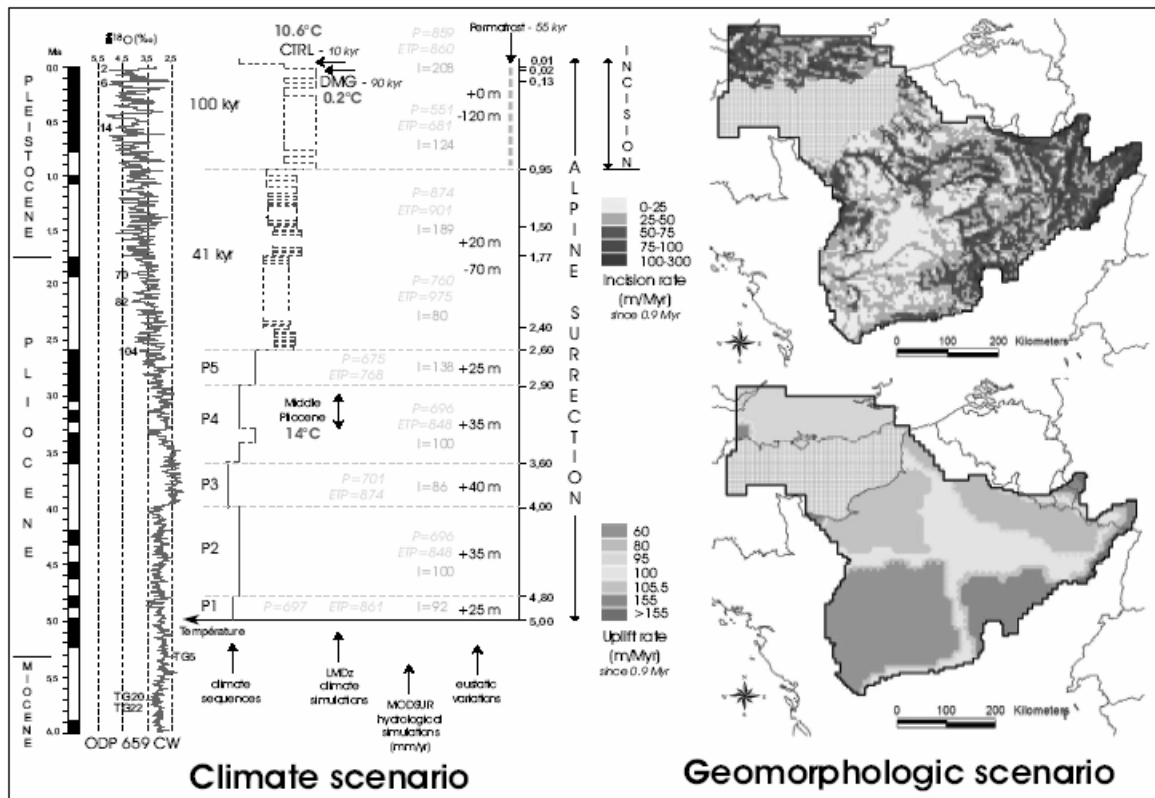 δ18O (‰)
Ma
5,5 4,5 3,5 2,5
0,0
0,5
1,0
1,5
2,0
2,5
3,0
3,5
4,0
4,5
5,0
5,5
6,0
PLEISTOCENE
PLIOCENE
MIOCENE
2
6
14
70
82
104
TG5
TG20
TG22
ODP 659 CW
10.6°C
CTRL - 10 kyr
DMG - 90 kyr
0.2°C
100 kyr
41 kyr
P5
P4
P3
P2
P1
Middle
Pliocene
14°C
Température
P=859
ETP=860
I=208
P=551
ETP=681
I=124
P=874
ETP=901
I=189
P=760
ETP=975
I=80
P=675
ETP=768
I=138
P=696
ETP=848
I=100
P=701
ETP=874
I=86
P=696
ETP=848
I=100
P=697 ETP=861 I=92
Permafrost - 55 kyr
+0 m
-120 m
+20 m
-70 m
+25 m
+35 m
+40 m
+35 m
+25 m
0,01
0,02
0,13
0,95
1,50
1,77
2,40
2,60
2,90
3,60
4,00
4,80
5,00
ALPINE SURRECTION
INCISION
climate
sequences
LMDz
climate
simulations
MODSUR
hydrological
simulations
(mm/yr)
eustatic
variations
Climate scenario
0-25
25-50
50-75
75-100
100-300
Incision rate
(m/Myr)
since 0.9 Myr
0 100 200 Kilometers
60
80
95
100
105.5
155
>155
Uplift rate
(m/Myr)
since 0.9 Myr
0 100 200 Kilometers
Geomorphologic scenario